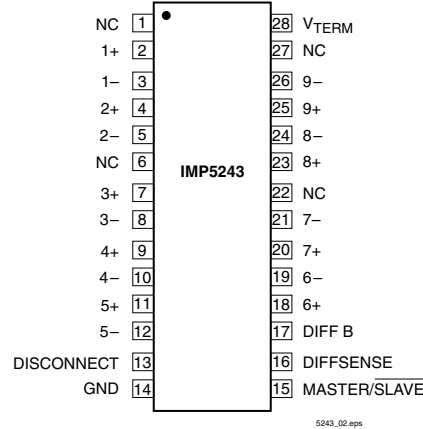 NC 1 28 VTERM
1+ 2 27 NC
1– 3 26 9–
2+ 4 25 9+
2– 5 24 8–
NC 6 23 8+
IMP5243
3+ 7 22 NC
3– 8 21 7–
4+ 9 20 7+
4– 10 19 6–
5+ 11 18 6+
5– 12 17 DIFF B
DISCONNECT 13 16 DIFFSENSE
GND 14 15 MASTER/SLAVE
5243_02.eps